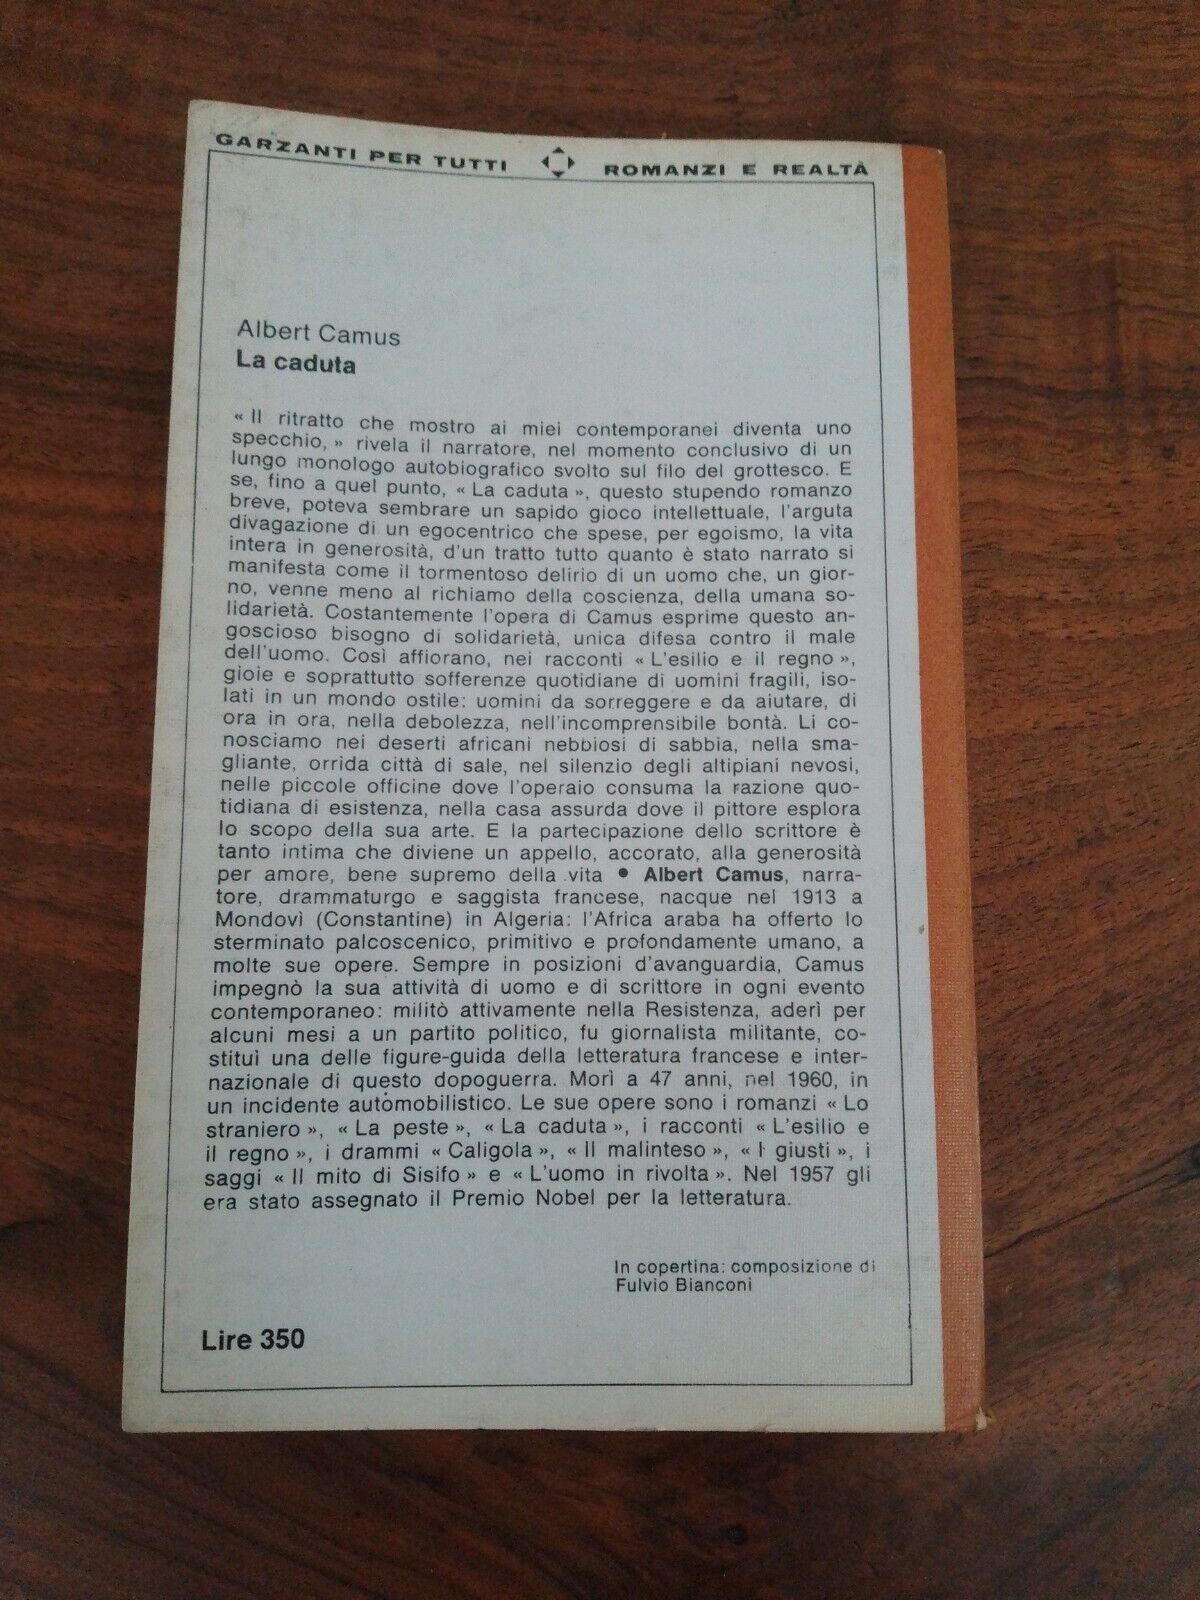 GARZANTI PER TUTTI ROMANZI E REALTÀ
Albert Camus
La caduta
« Il ritratto che mostro ai miei contemporanei diventa uno
specchio, » rivela il narratore, nel momento conclusivo di un
lungo monologo autobiografico svolto sul filo del grottesco. E
se, fino a quel punto, « La caduta », questo stupendo romanzo
breve, poteva sembrare un sapido gioco intellettuale, l'arguta
divagazione di un egocentrico che spese, per egoismo, la vita
intera in generosità, d'un tratto tutto quanto è stato narrato si
manifesta come il tormentoso delirio di un uomo che, un gior-
no, venne meno al richiamo della coscienza, della umana so-
lidarietà. Costantemente l'opera di Camus esprime questo an-
goscioso bisogno di solidarietà, unica difesa contro il male
dell'uomo. Così affiorano, nei racconti « L'esilio e il regno »,
gioie e soprattutto sofferenze quotidiane di uomini fragili, iso-
lati in un mondo ostile: uomini da sorreggere e da aiutare, di
ora in ora, nella debolezza, nell'incomprensibile bontà. Li co-
nosciamo nei deserti africani nebbiosi di sabbia, nella sma-
gliante, orrida città di sale, nel silenzio degli altipiani nevosi,
nelle piccole officine dove l'operaio consuma la razione quo-
tidiana di esistenza, nella casa assurda dove il pittore esplora
lo scopo della sua arte. E la partecipazione dello scrittore è
tanto intima che diviene un appello, accorato, alla generosità
per amore, bene supremo della vita • Albert Camus, narra-
tore, drammaturgo e saggista francese, nacque nel 1913 a
Mondovì (Constantine) in Algeria: l'Africa araba ha offerto lo
sterminato palcoscenico, primitivo e profondamente umano, a
molte sue opere. Sempre in posizioni d'avanguardia, Camus
impegnò la sua attività di uomo e di scrittore in ogni evento
contemporaneo: militò attivamente nella Resistenza, aderì per
alcuni mesi a un partito politico, fu giornalista militante, co-
stituì una delle figure-guida della letteratura francese e inter-
nazionale di questo dopoguerra. Morì a 47 anni, nel 1960, in
un incidente automobilistico. Le sue opere sono i romanzi « Lo
straniero », « La peste », « La caduta », i racconti « L'esilio e
il regno », i drammi « Caligola », « Il malinteso », « I giusti », i
saggi « Il mito di Sisifo » e « L'uomo in rivolta ». Nel 1957 gli
era stato assegnato il Premio Nobel per la letteratura.
In copertina: composizione di
Fulvio Bianconi
Lire 350